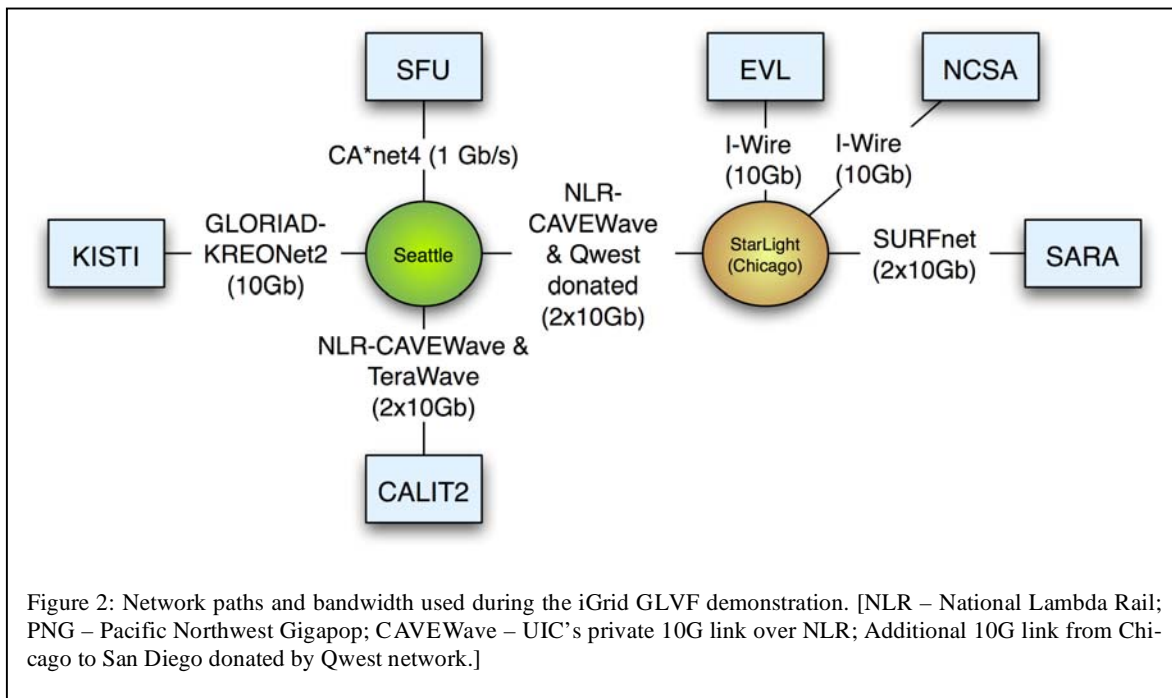 SFU
EVL
NCSA
CA*net4 (1 Gb/s)
I-Wire
(10Gb)
I-Wire
(10Gb)
KISTI
GLORIAD-
KREONet2
(10Gb)
Seattle
NLR-
CAVEWave
& Qwest
donated
(2x10Gb)
StarLight
(Chicago)
SURFnet
(2x10Gb)
SARA
NLR-CAVEWave &
TeraWave
(2x10Gb)
CALIT2
Figure 2: Network paths and bandwidth used during the iGrid GLVF demonstration. [NLR – National Lambda Rail;
PNG – Pacific Northwest Gigapop; CAVEWave – UIC's private 10G link over NLR; Additional 10G link from Chi-
cago to San Diego donated by Qwest network.]